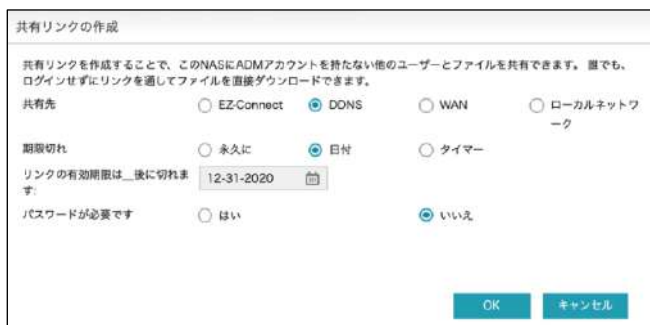 共有リンクの作成
共有リンクを作成することで、このNASにADMアカウントを持たない他のユーザーとファイルを共有できます。 誰でも、
ログインせずにリンクを通してファイルを直接ダウンロードできます。
共有先 EZ-Connect DDNS WAN ローカルネットワ
ーク
期限切れ 永久に 日付 タイマー
リンクの有効期限は__後に切れま
す:
12-31-2020
パスワードが必要です はい いいえ
OK キャンセル